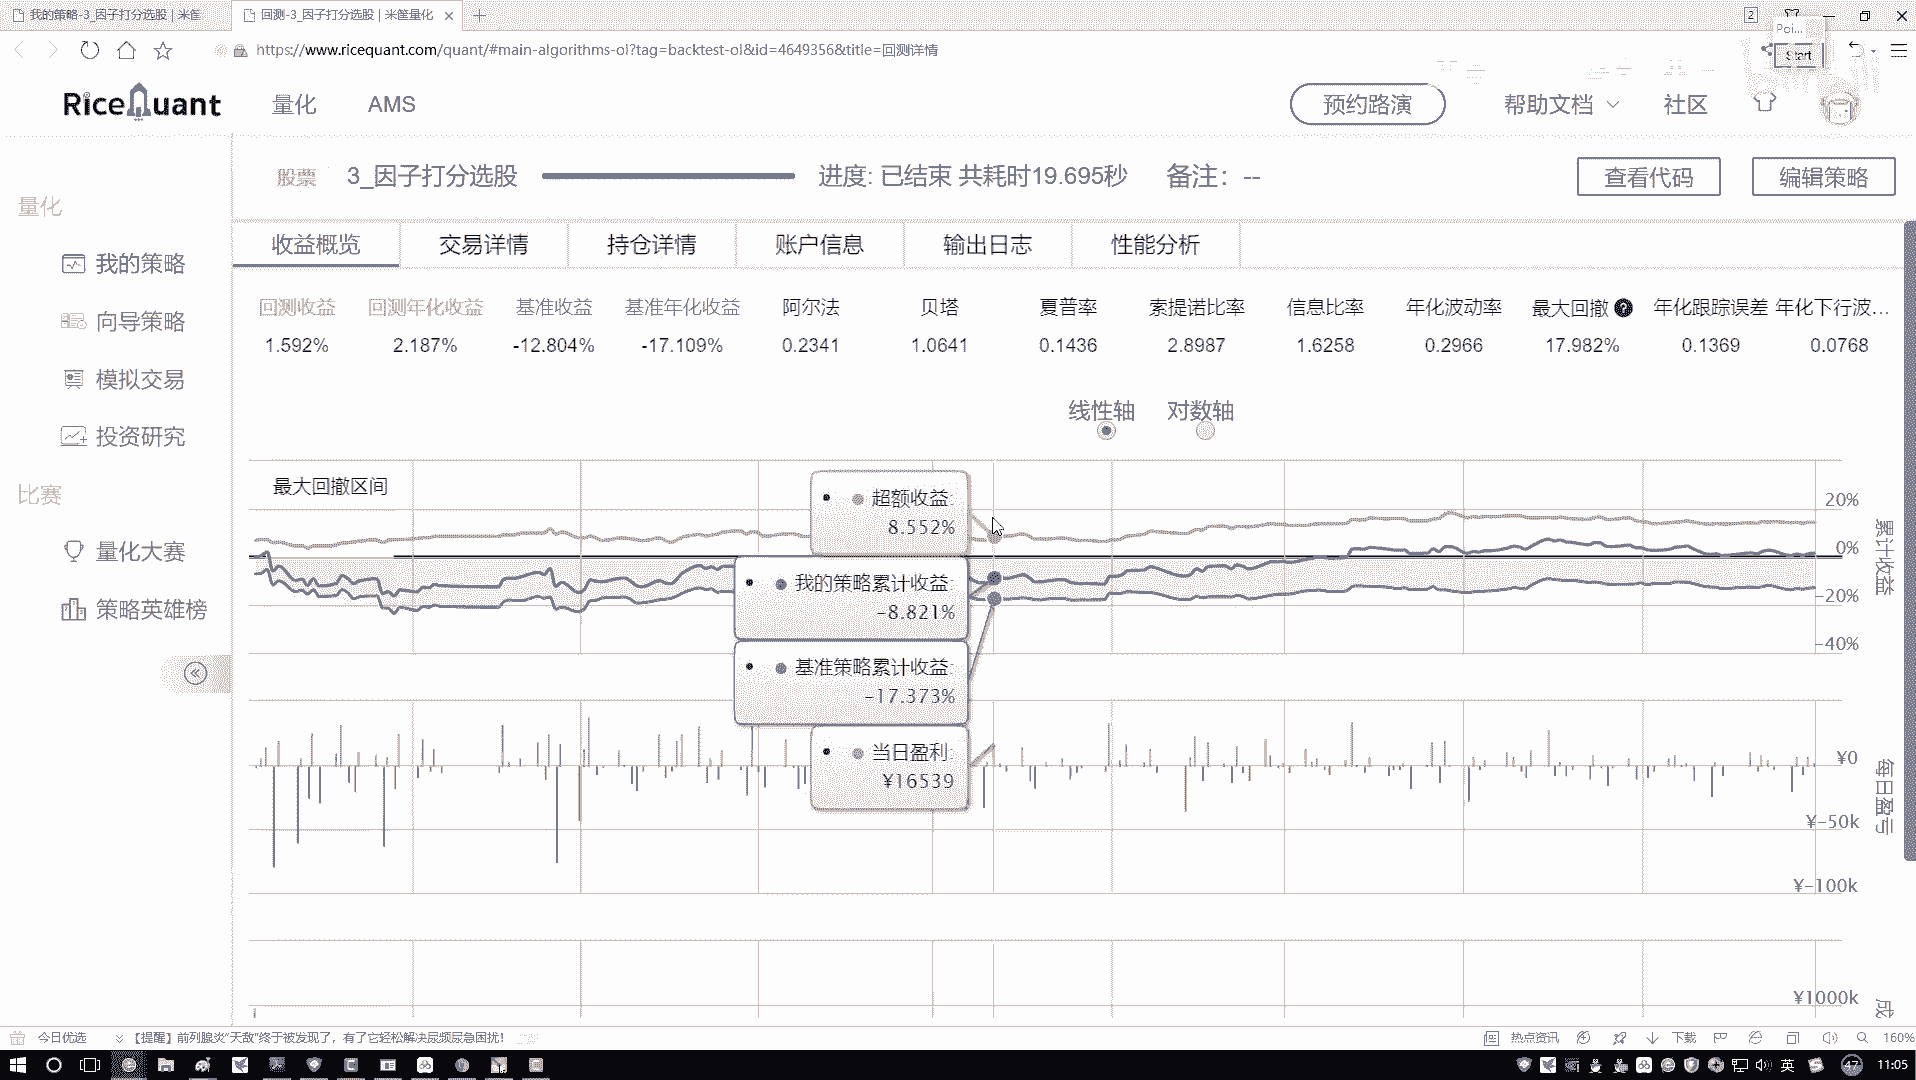 我的策略-3_因子打分选股 | 米筐
回测-3_因子打分选股 | 米筐量化
2
Poi...
https://www.ricequant.com/quant/#main-algorithms-ol?tag=backtest-ol&id=4649356&title=回测详情
Start
RiceQuant
量化
AMS
预约路演
帮助文档
社区
股票
3_因子打分选股
进度: 已结束 共耗时19.695秒
备注: --
查看代码
编辑策略
量化
我的策略
向导策略
模拟交易
投资研究
比赛
量化大赛
策略英雄榜
收益概览
交易详情
持仓详情
账户信息
输出日志
性能分析
回测收益 回测年化收益 基准收益 基准年化收益 阿尔法 贝塔 夏普率 索提诺比率 信息比率 年化波动率 最大回撤 年化跟踪误差 年化下行波...
1.592% 2.187% -12.804% -17.109% 0.2341 1.0641 0.1436 2.8987 1.6258 0.2966 17.982% 0.1369 0.0768
线性轴 对数轴
最大回撤区间
超额收益:
8.552%
我的策略累计收益:
-8.821%
基准策略累计收益:
-17.373%
当日盈利:
¥16539
20%
0%
-20%
-40%
累计收益
¥0
¥-50k
¥-100k
每日盈亏
¥1000k
成
今日优选
【提醒】前列腺炎“天敌”终于被发现了，有了它轻松解决尿频尿急困扰！
热点资讯
下载
160%
英
47
11:05